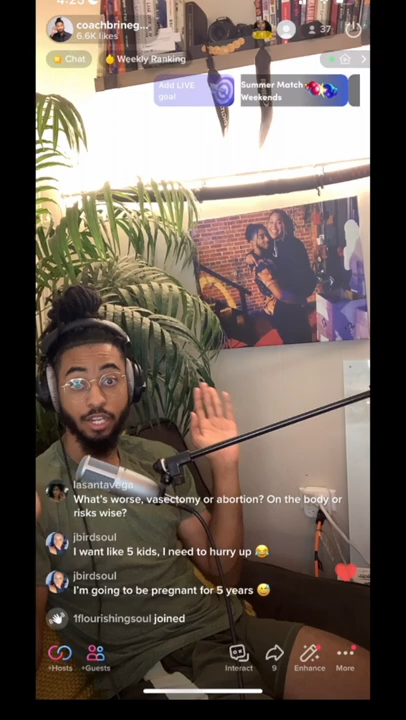 4:25
coachbrineg...
6.6K likes
37
Chat
Weekly Ranking
Add LIVE
goal
Summer Match
Weekends
lasantavega
What's worse, vasectomy or abortion? On the body or
risks wise?
jbirdsoul
I want like 5 kids, I need to hurry up 😂
jbirdsoul
I'm going to be pregnant for 5 years 😅
1flourishingsoul joined
+Hosts
+Guests
Interact
9
Enhance
More